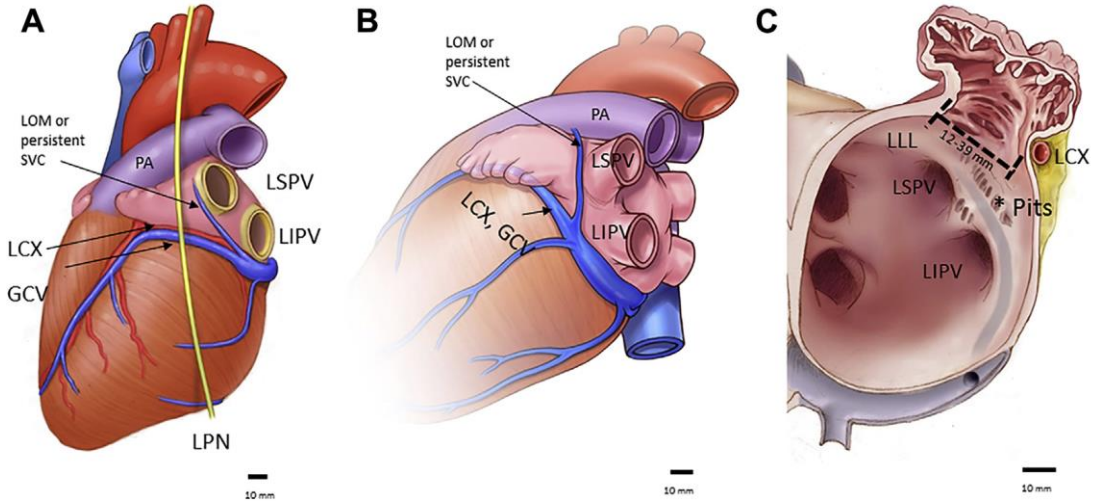 A
LOM or
persistent
SVC
PA
LSPV
LIPV
LCX
GCV
LPN
10 mm
B
LOM or
persistent
SVC
PA
LSPV
LCX, GCV
LIPV
10 mm
C
LLL
12-39 mm
LCX
LSPV
* Pits
LIPV
10 mm